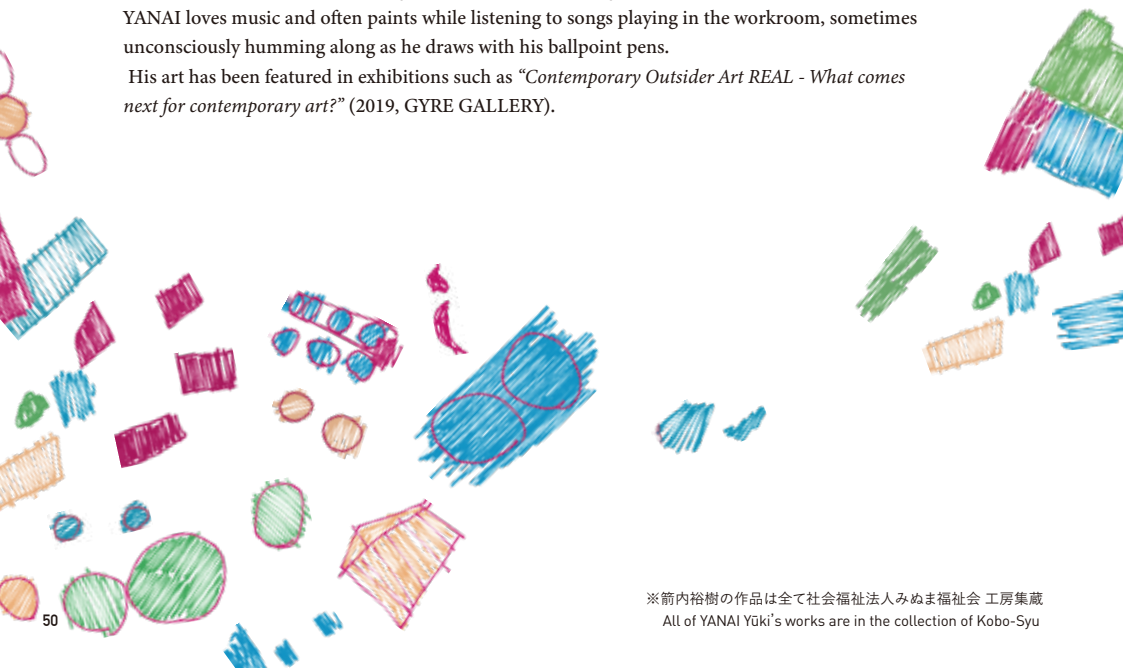 YANAI loves music and often paints while listening to songs playing in the workroom, sometimes
unconsciously humming along as he draws with his ballpoint pens.
His art has been featured in exhibitions such as “Contemporary Outsider Art REAL - What comes
next for contemporary art?” (2019, GYRE GALLERY).
※箭内裕樹の作品は全て社会福祉法人みぬま福祉会 工房集蔵
All of YANAI Yūki's works are in the collection of Kobo-Syu
50